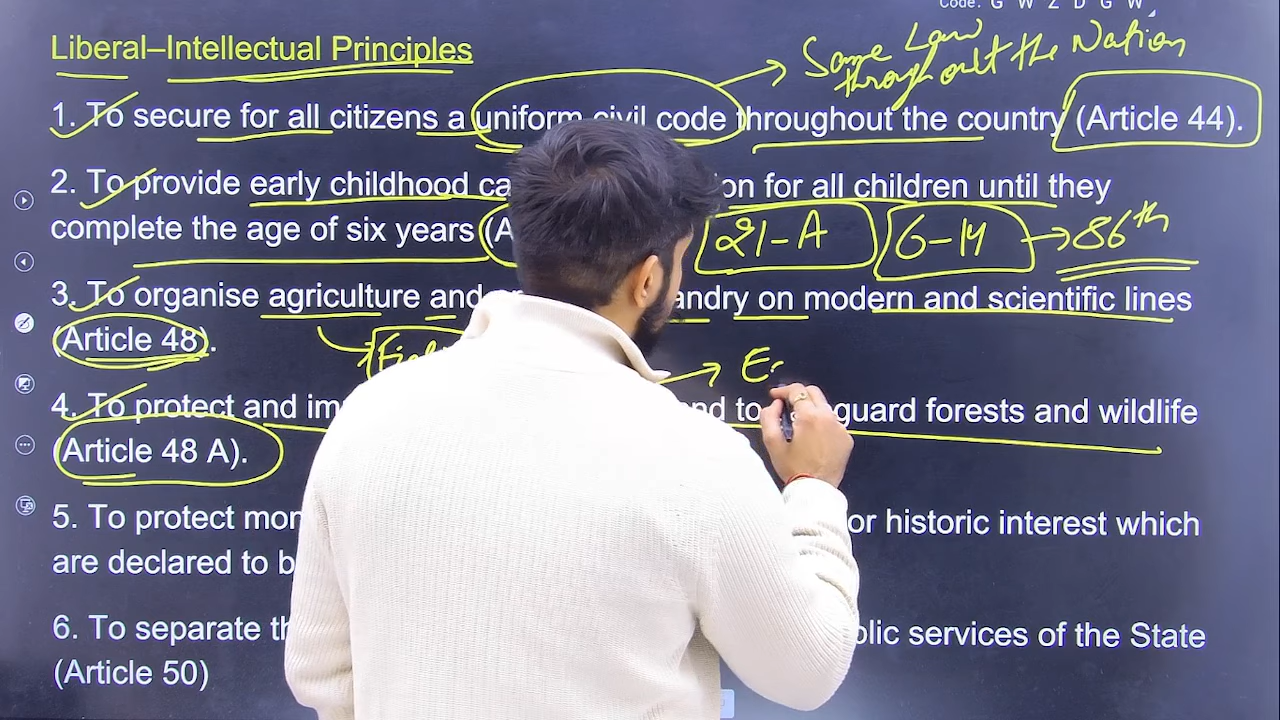 Code: G W Z D G W
Liberal–Intellectual Principles
Same Law
throughout the Nation
1. To secure for all citizens a uniform civil code throughout the country (Article 44).
2. To provide early childhood ca on for all children until they
complete the age of six years (A 21-A 6-14 → 86th
3. To organise agriculture and andry on modern and scientific lines
(Article 48).
4. To protect and im nd to guard forests and wildlife
(Article 48 A).
5. To protect mon or historic interest which
are declared to b
6. To separate th blic services of the State
(Article 50)